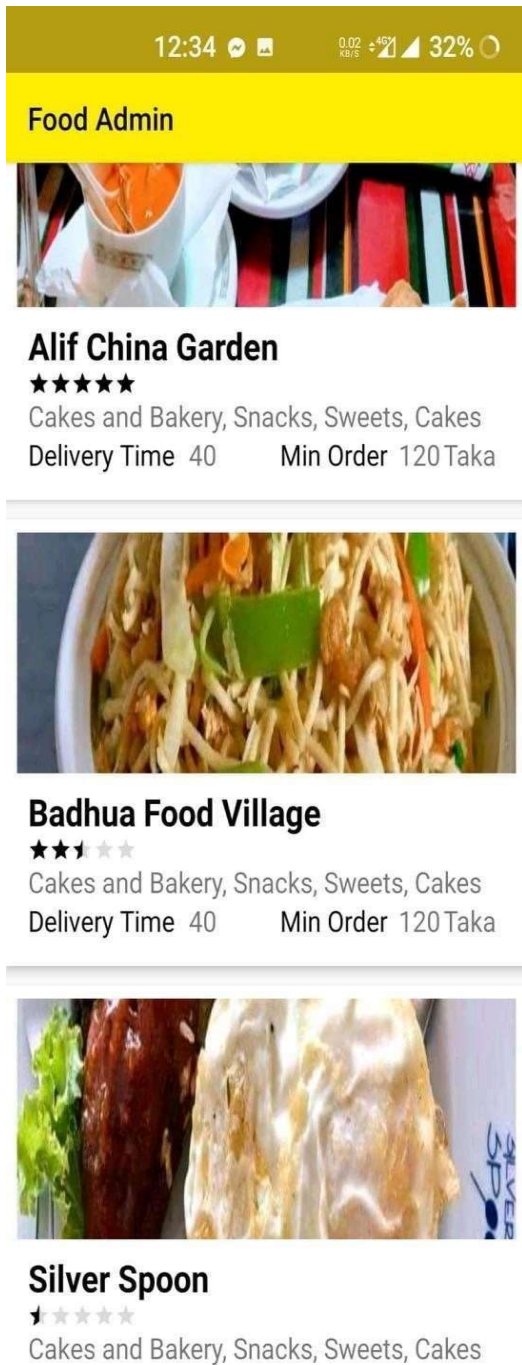 12:34 0.02 KB/S 4G 32%
Food Admin
Alif China Garden
Cakes and Bakery, Snacks, Sweets, Cakes
Delivery Time 40 Min Order 120 Taka
Badhua Food Village
Cakes and Bakery, Snacks, Sweets, Cakes
Delivery Time 40 Min Order 120 Taka
SILVER
SPOO
Silver Spoon
Cakes and Bakery, Snacks, Sweets, Cakes